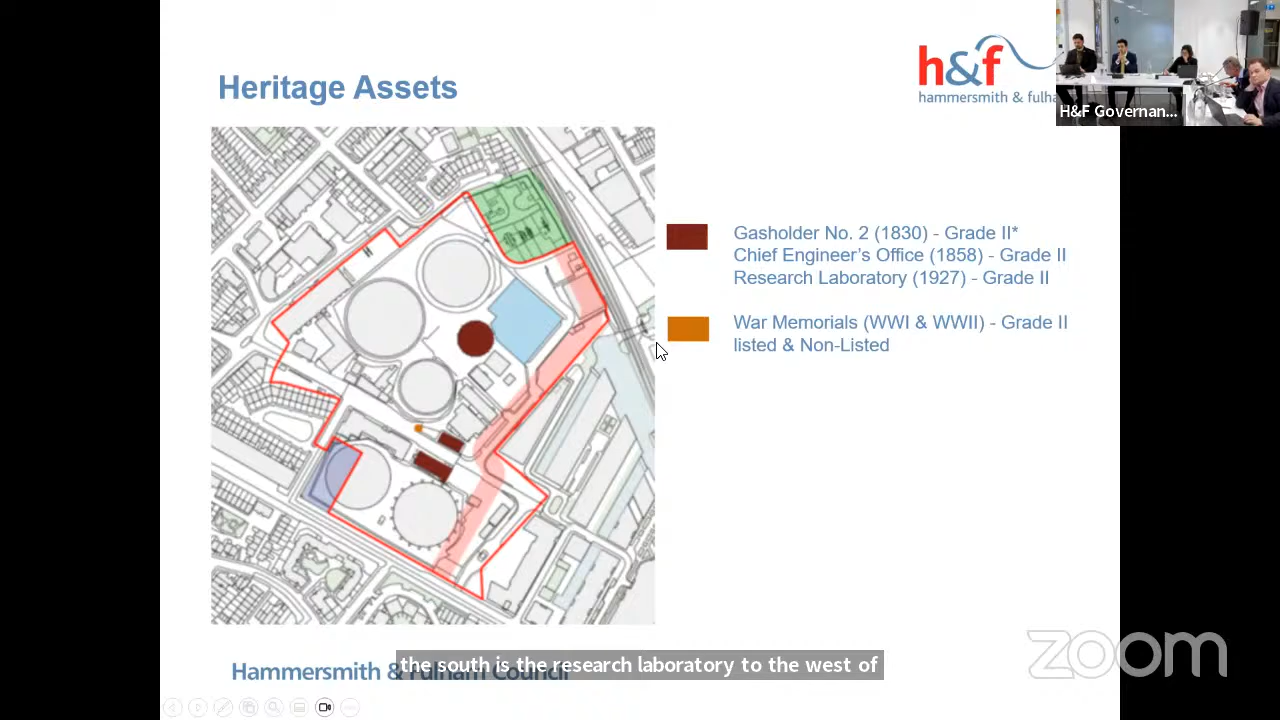 Heritage Assets
h&f
hammersmith & fulha
H&F Governan...
Gasholder No. 2 (1830) - Grade II*
Chief Engineer's Office (1858) - Grade II
Research Laboratory (1927) - Grade II
War Memorials (WWI & WWII) - Grade II
listed & Non-Listed
Hammersmith & Fulham Council
the south is the research laboratory to the west of
zoom